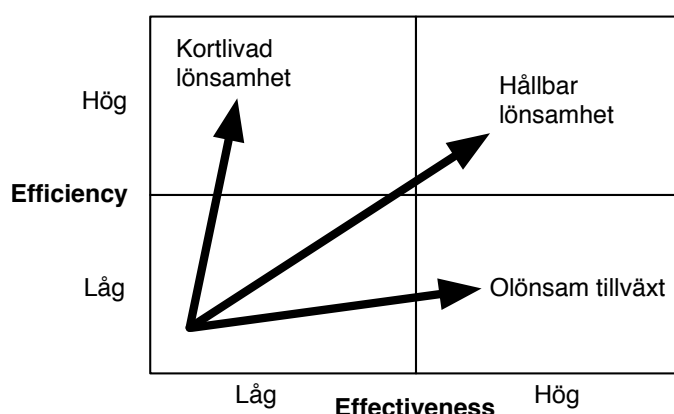 Kortlivad
lönsamhet
Hög
Hållbar
lönsamhet
Efficiency
Låg
Olönsam tillväxt
Låg
Effectiveness
Hög